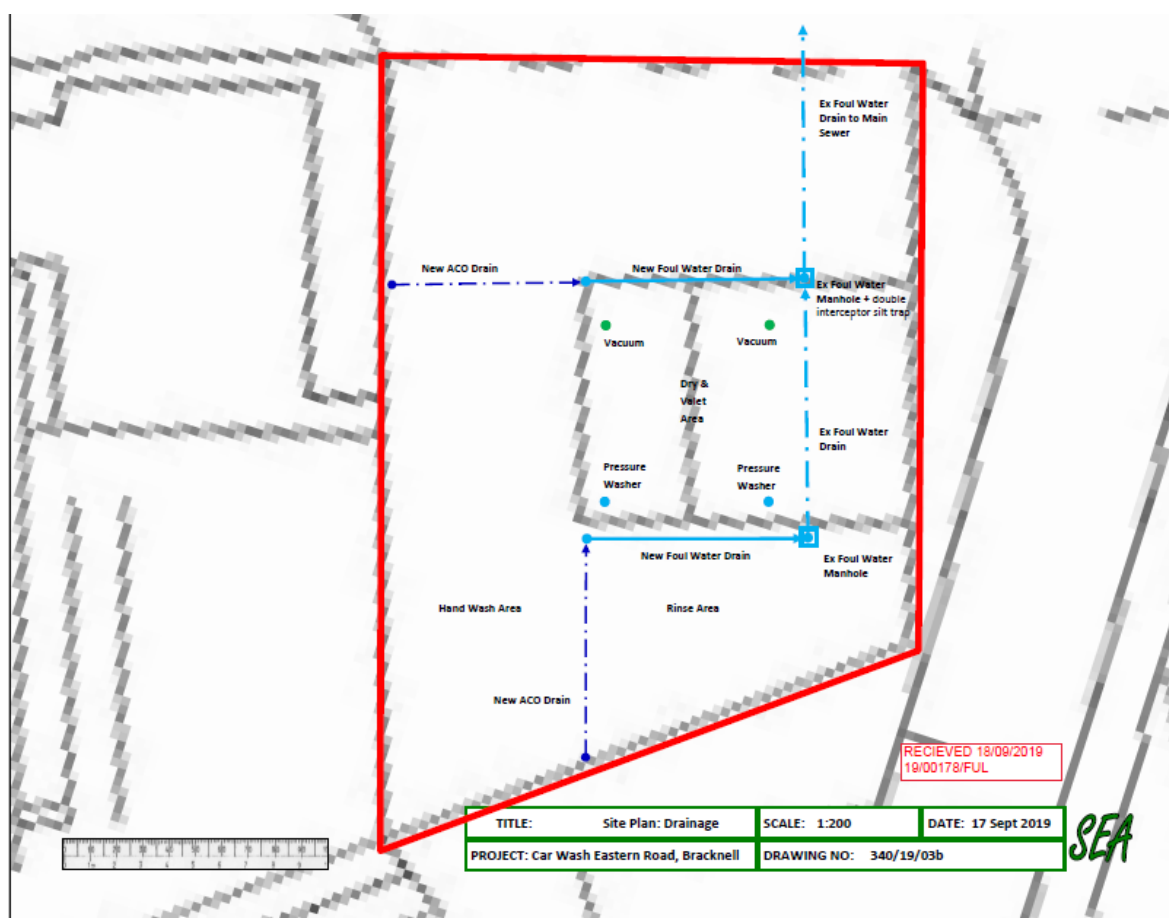 Ex Foul Water
Drain to Main
Sewer
New ACO Drain
New Foul Water Drain
Ex Foul Water
Manhole + double
interceptor silt trap
Vacuum
Vacuum
Dry &
Valet
Area
Ex Foul Water
Drain
Pressure
Washer
Pressure
Washer
New Foul Water Drain
Ex Foul Water
Manhole
Hand Wash Area
Rinse Area
New ACO Drain
RECIEVED 18/09/2019
19/00178/FUL
TITLE: Site Plan: Drainage
SCALE: 1:200
DATE: 17 Sept 2019
PROJECT: Car Wash Eastern Road, Bracknell
DRAWING NO: 340/19/03b
SEA